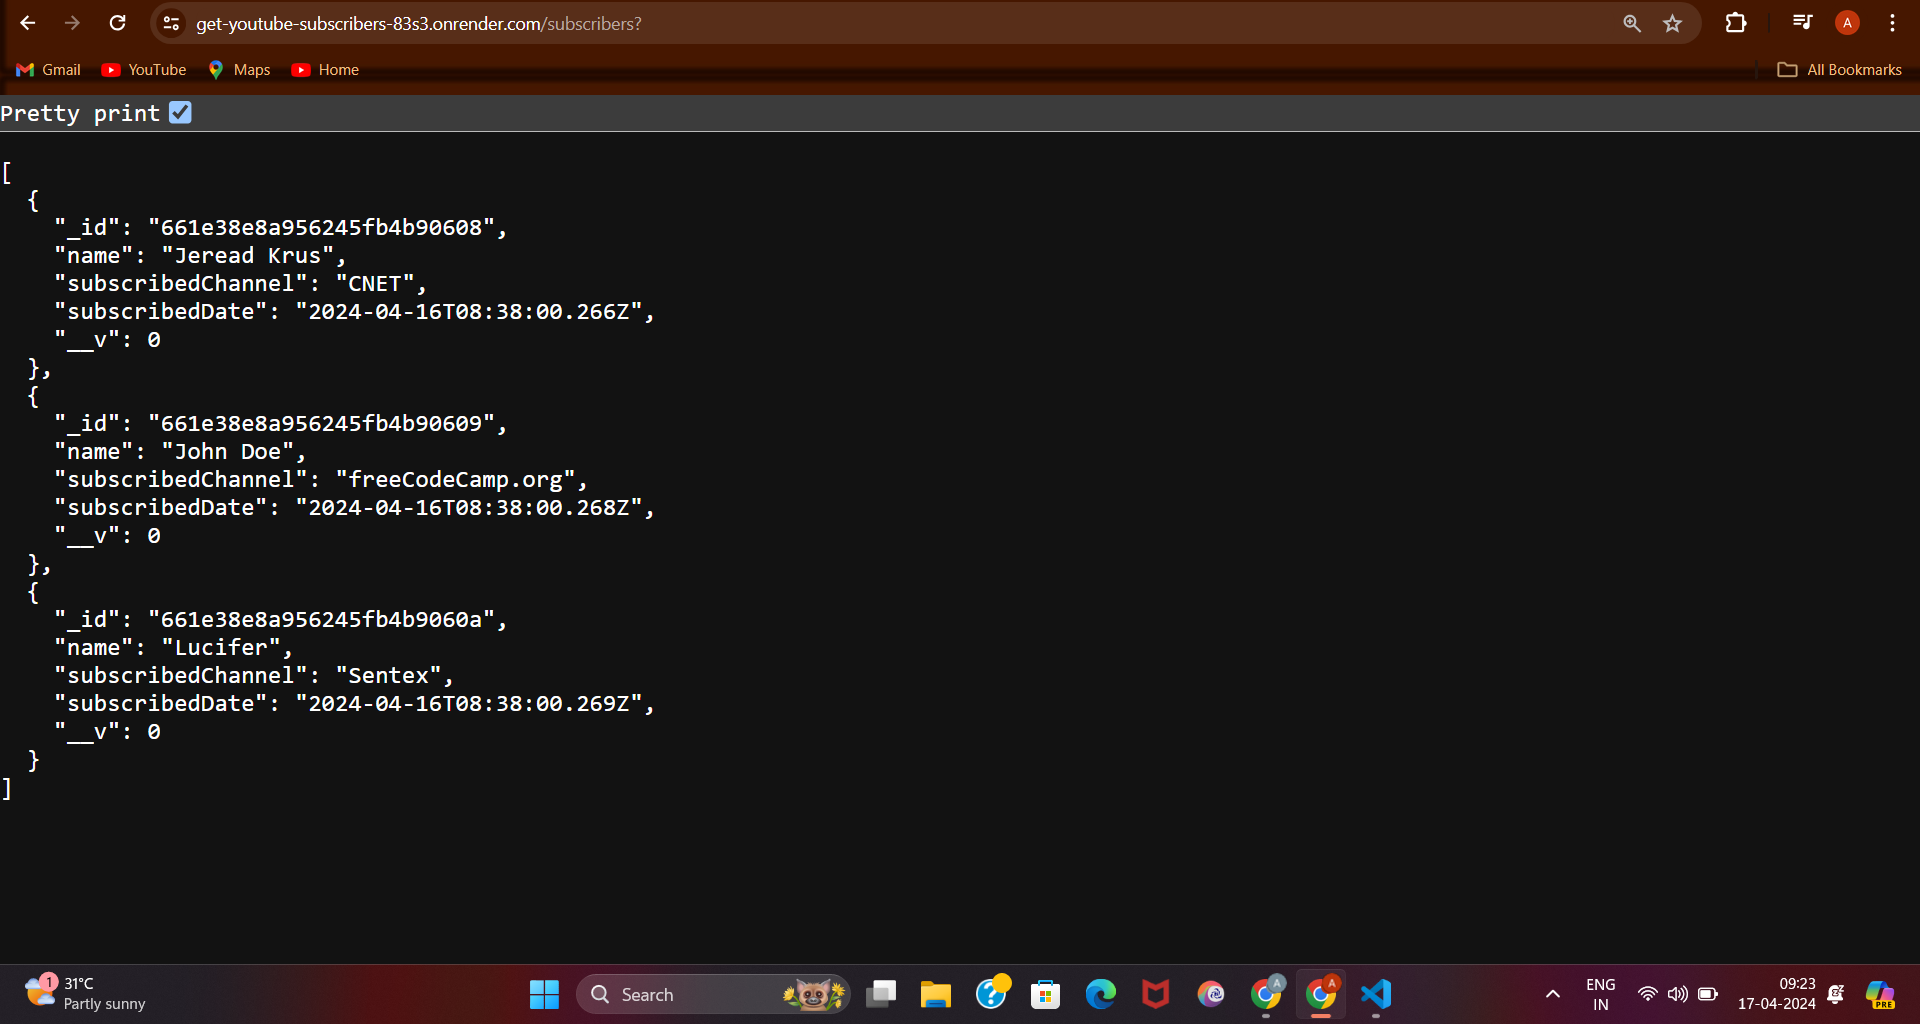 get-youtube-subscribers-83s3.onrender.com/subscribers?
A
Gmail YouTube Maps Home All Bookmarks
Pretty print
[
  {
    "_id": "661e38e8a956245fb4b90608",
    "name": "Jeread Krus",
    "subscribedChannel": "CNET",
    "subscribedDate": "2024-04-16T08:38:00.266Z",
    "__v": 0
  },
  {
    "_id": "661e38e8a956245fb4b90609",
    "name": "John Doe",
    "subscribedChannel": "freeCodeCamp.org",
    "subscribedDate": "2024-04-16T08:38:00.268Z",
    "__v": 0
  },
  {
    "_id": "661e38e8a956245fb4b9060a",
    "name": "Lucifer",
    "subscribedChannel": "Sentex",
    "subscribedDate": "2024-04-16T08:38:00.269Z",
    "__v": 0
  }
]
1
31°C
Partly sunny
Search
A
A
ENG
IN
09:23
17-04-2024
PRE